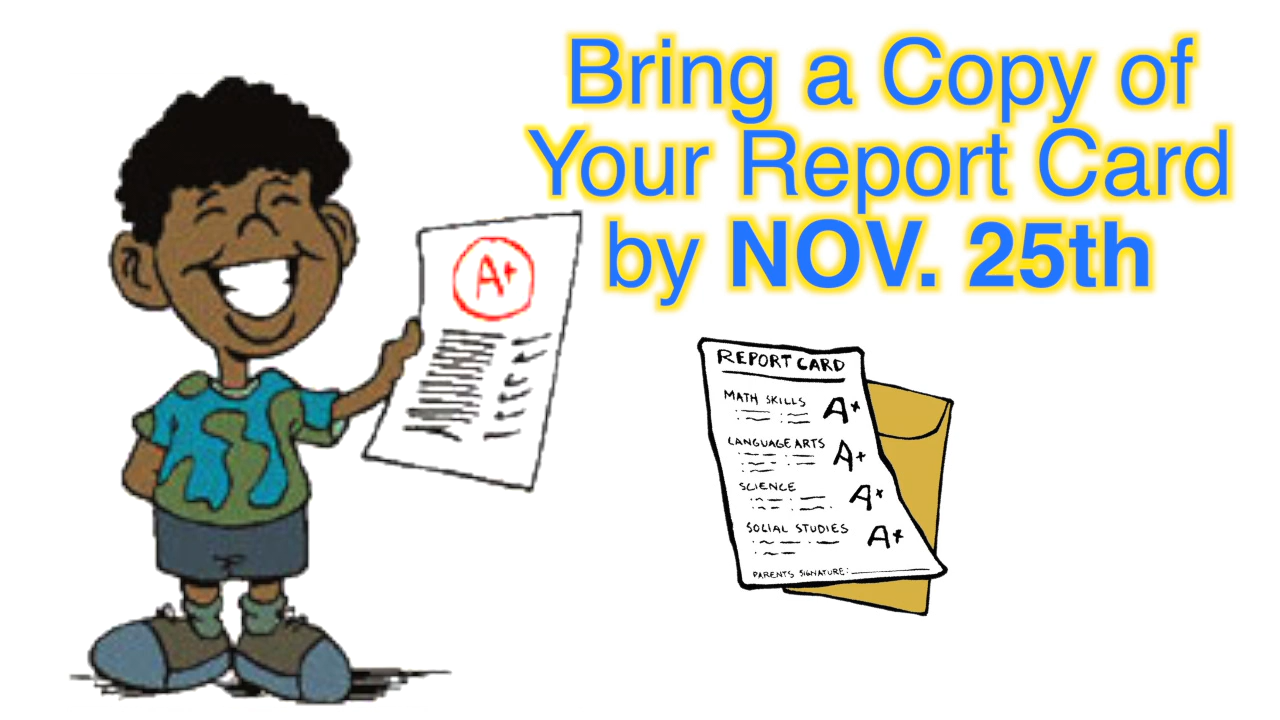 Bring a Copy of
Your Report Card
by NOV. 25th
A+
REPORT CARD
MATH SKILLS A+
LANGUAGE ARTS A+
SCIENCE A+
SOCIAL STUDIES A+
PARENTS SIGNATURE: